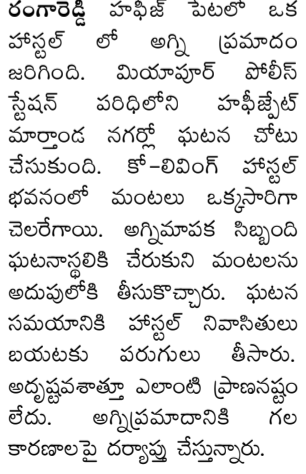 రంగారెడ్డి హఫీజ్ పేటలో ఒక
హాస్టల్ లో అగ్ని ప్రమాదం
జరిగింది. మియాపూర్ పోలీస్
స్టేషన్ పరిధిలోని హఫీజ్పేట్
మార్తాండ నగర్లో ఘటన చోటు
చేసుకుంది. కో-లివింగ్ హాస్టల్
భవనంలో మంటలు ఒక్కసారిగా
చెలరేగాయి. అగ్నిమాపక సిబ్బంది
ఘటనాస్థలికి చేరుకుని మంటలను
అదుపులోకి తీసుకొచ్చారు. ఘటన
సమయానికి హాస్టల్ నివాసితులు
బయటకు పరుగులు తీసారు.
అదృష్టవశాత్తూ ఎలాంటి ప్రాణనష్టం
లేదు. అగ్నిప్రమాదానికి గల
కారణాలపై దర్యాప్తు చేస్తున్నారు.